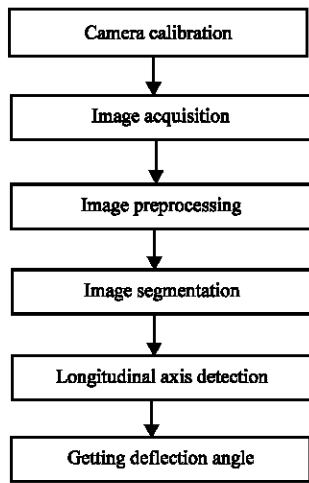 Camera calibration
Image acquisition
Image preprocessing
Image segmentation
Longitudinal axis detection
Getting deflection angle